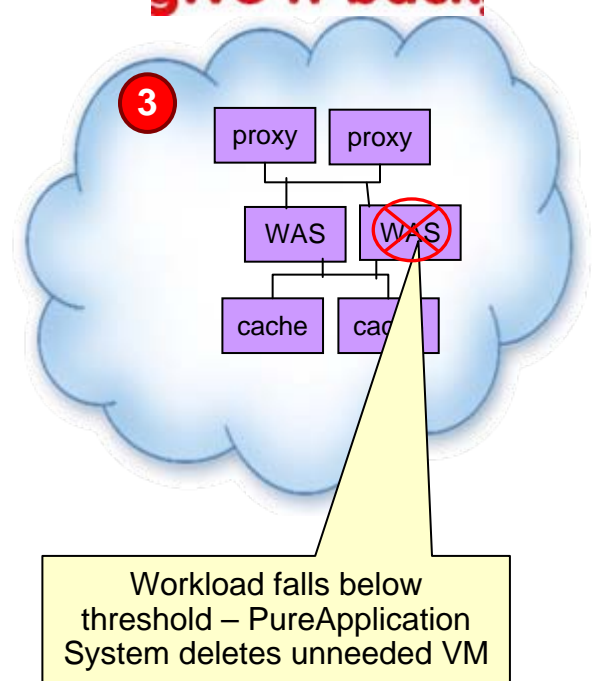 3
proxy proxy
WAS WAS
cache
Workload falls below
threshold – PureApplication
System deletes unneeded VM